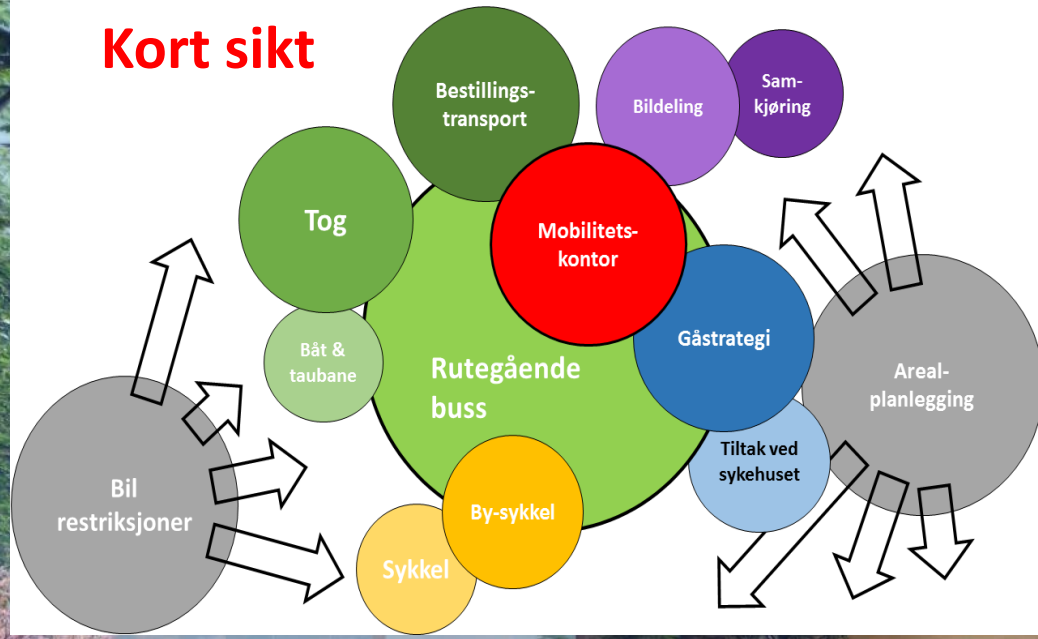 Kort sikt
Bestillings-
transport
Bildeling
Sam-
kjøring
Tog
Mobilitets-
kontor
Båt &
taubane
Rutegående
buss
Gåstrategi
Areal-
planlegging
Tiltak ved
sykehuset
Bil
restriksjoner
By-sykkel
Sykkel